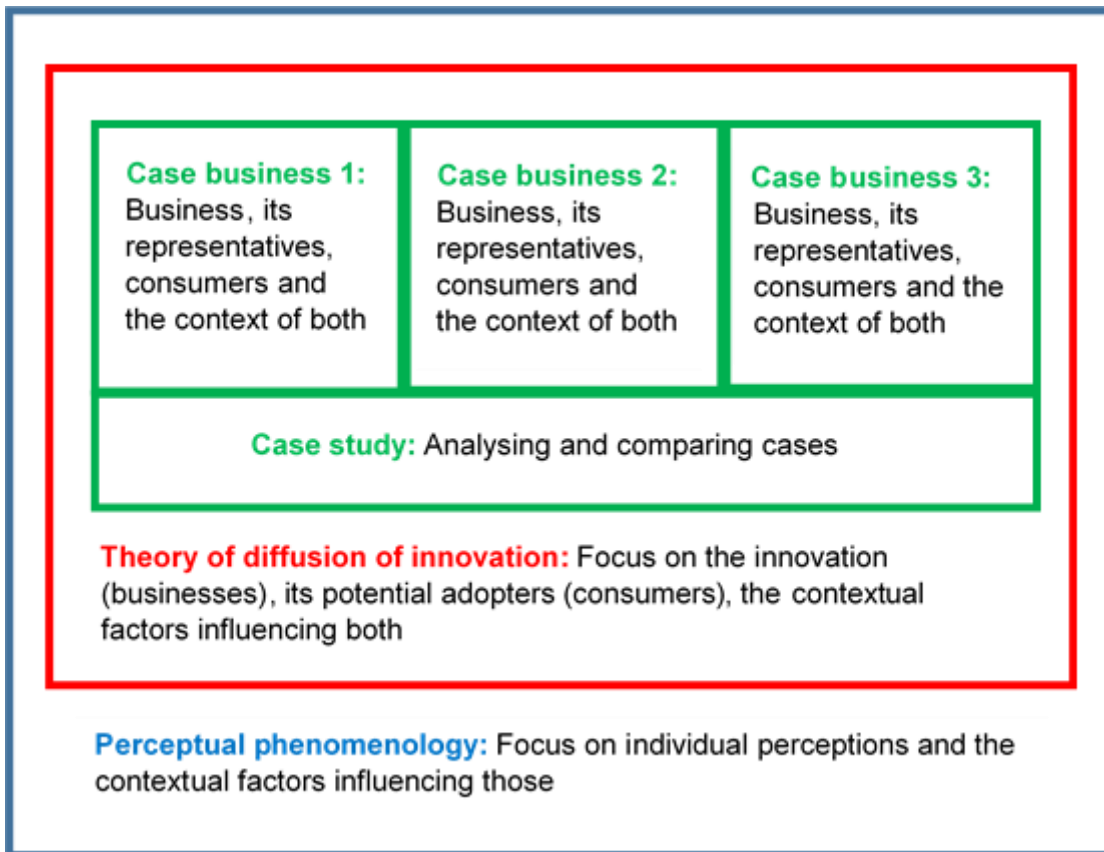 Case business 1:
Business, its
representatives,
consumers and
the context of both
Case business 2:
Business, its
representatives,
consumers and
the context of both
Case business 3:
Business, its
representatives,
consumers and the
context of both
Case study: Analysing and comparing cases
Theory of diffusion of innovation: Focus on the innovation
(businesses), its potential adopters (consumers), the contextual
factors influencing both
Perceptual phenomenology: Focus on individual perceptions and the
contextual factors influencing those